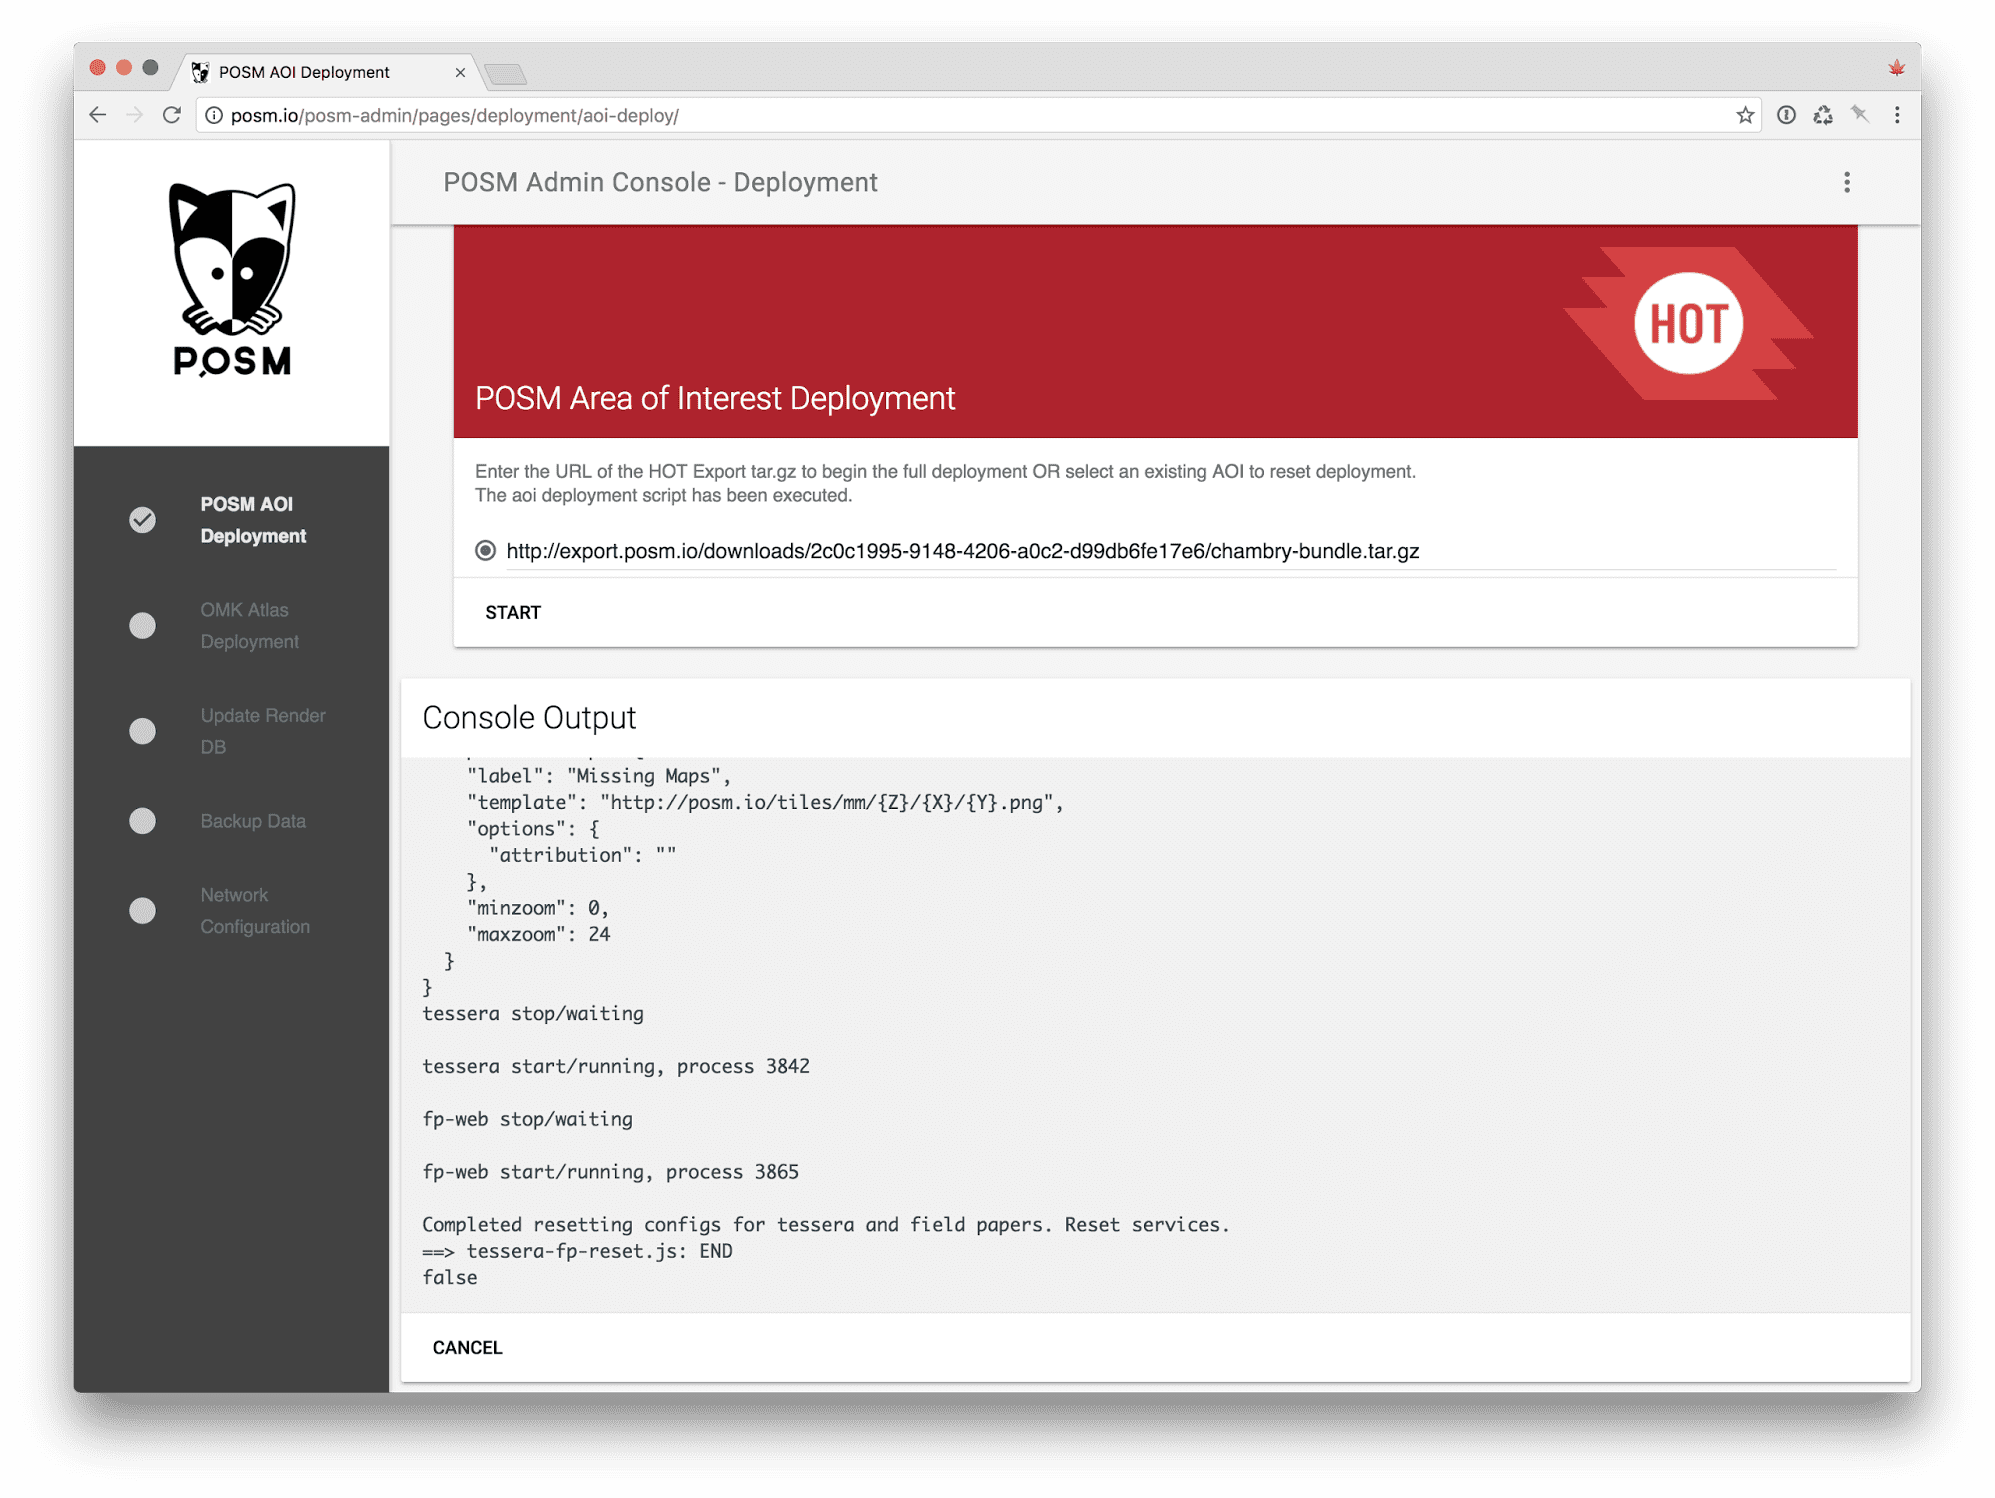 POSM AOI Deployment
posm.io/posm-admin/pages/deployment/aoi-deploy/
POSM
POSM Admin Console - Deployment
HOT
POSM Area of Interest Deployment
Enter the URL of the HOT Export tar.gz to begin the full deployment OR select an existing AOI to reset deployment.
The aoi deployment script has been executed.
http://export.posm.io/downloads/2c0c1995-9148-4206-a0c2-d99db6fe17e6/chambry-bundle.tar.gz
START
POSM AOI
Deployment
OMK Atlas
Deployment
Update Render
DB
Backup Data
Network
Configuration
Console Output
"label": "Missing Maps",
"template": "http://posm.io/tiles/mm/{Z}/{X}/{Y}.png",
"options": {
"attribution": ""
},
"minzoom": 0,
"maxzoom": 24
}
}
tessera stop/waiting
tessera start/running, process 3842
fp-web stop/waiting
fp-web start/running, process 3865
Completed resetting configs for tessera and field papers. Reset services.
==> tessera-fp-reset.js: END
false
CANCEL